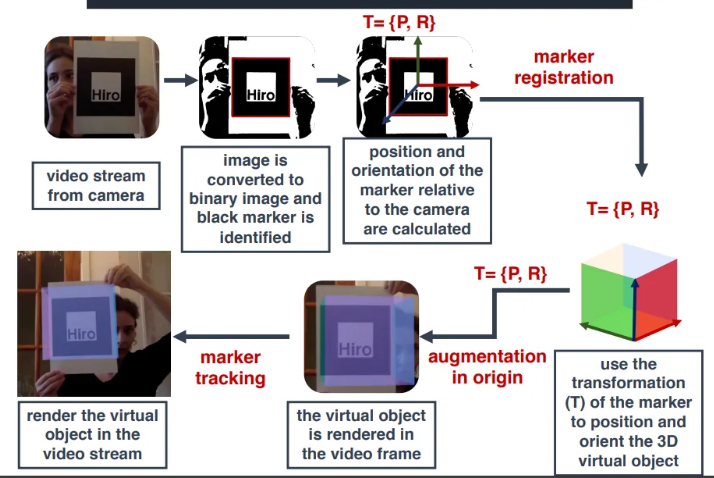 T= {P, R}
marker
registration
Hiro
Hiro
Hiro
video stream
from camera
image is
converted to
binary image and
black marker is
identified
position and
orientation of the
marker relative
to the camera
are calculated
T= {P, R}
T= {P, R}
Hiro
Hiro
marker
tracking
augmentation
in origin
render the virtual
object in the
video stream
the virtual object
is rendered in
the video frame
use the
transformation
(T) of the marker
to position and
orient the 3D
virtual object